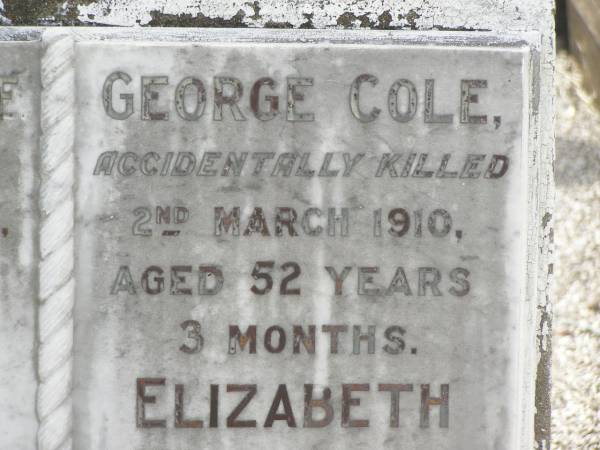 GEORGE COLE,
ACCIDENTALLY KILLED
2ND MARCH 1910,
AGED 52 YEARS
3 MONTHS.
ELIZABETH